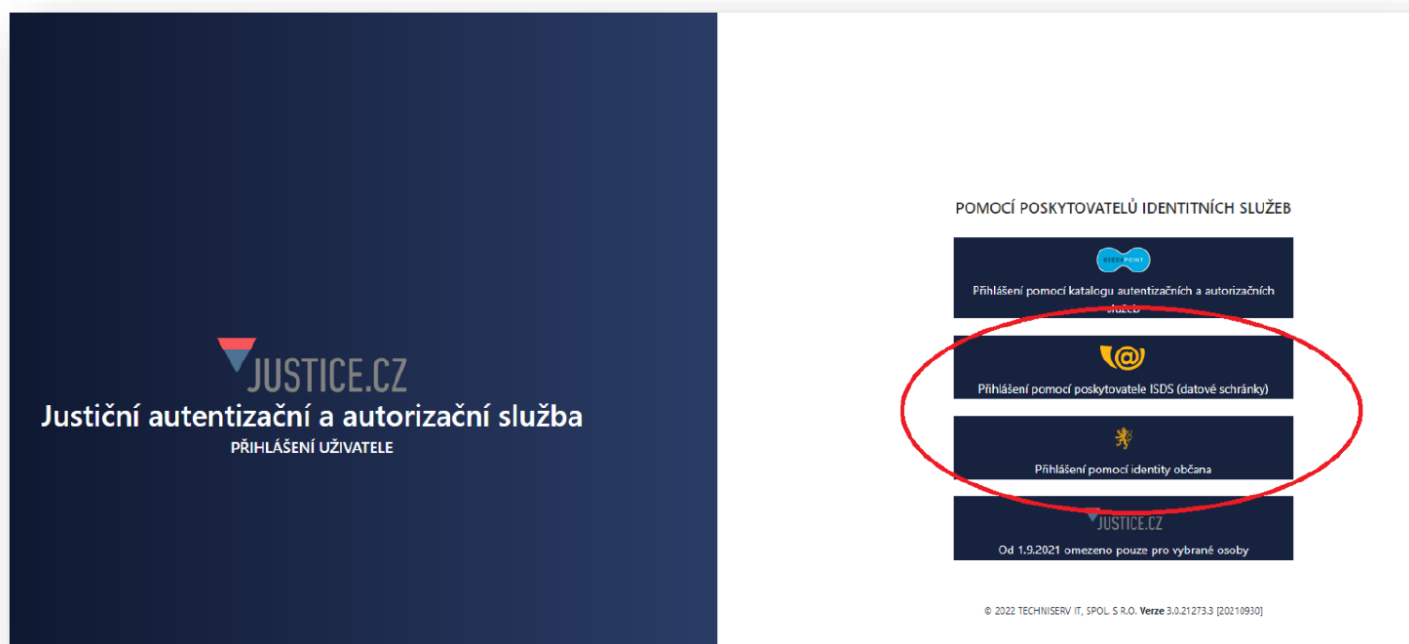 JUSTICE.CZ
Justiční autentizační a autorizační služba
PŘIHLÁŠENÍ UŽIVATELE
POMOCÍ POSKYTOVATELŮ IDENTITNÍCH SLUŽEB
CZECH POINT
Přihlášení pomocí katalogu autentizačních a autorizačních
služeb
Přihlášení pomocí poskytovatele ISDS (datové schránky)
Přihlášení pomocí identity občana
JUSTICE.CZ
Od 1.9.2021 omezeno pouze pro vybrané osoby
© 2022 TECHNISERV IT, SPOL. S R.O. Verze 3.0.21273.3 [20210930]